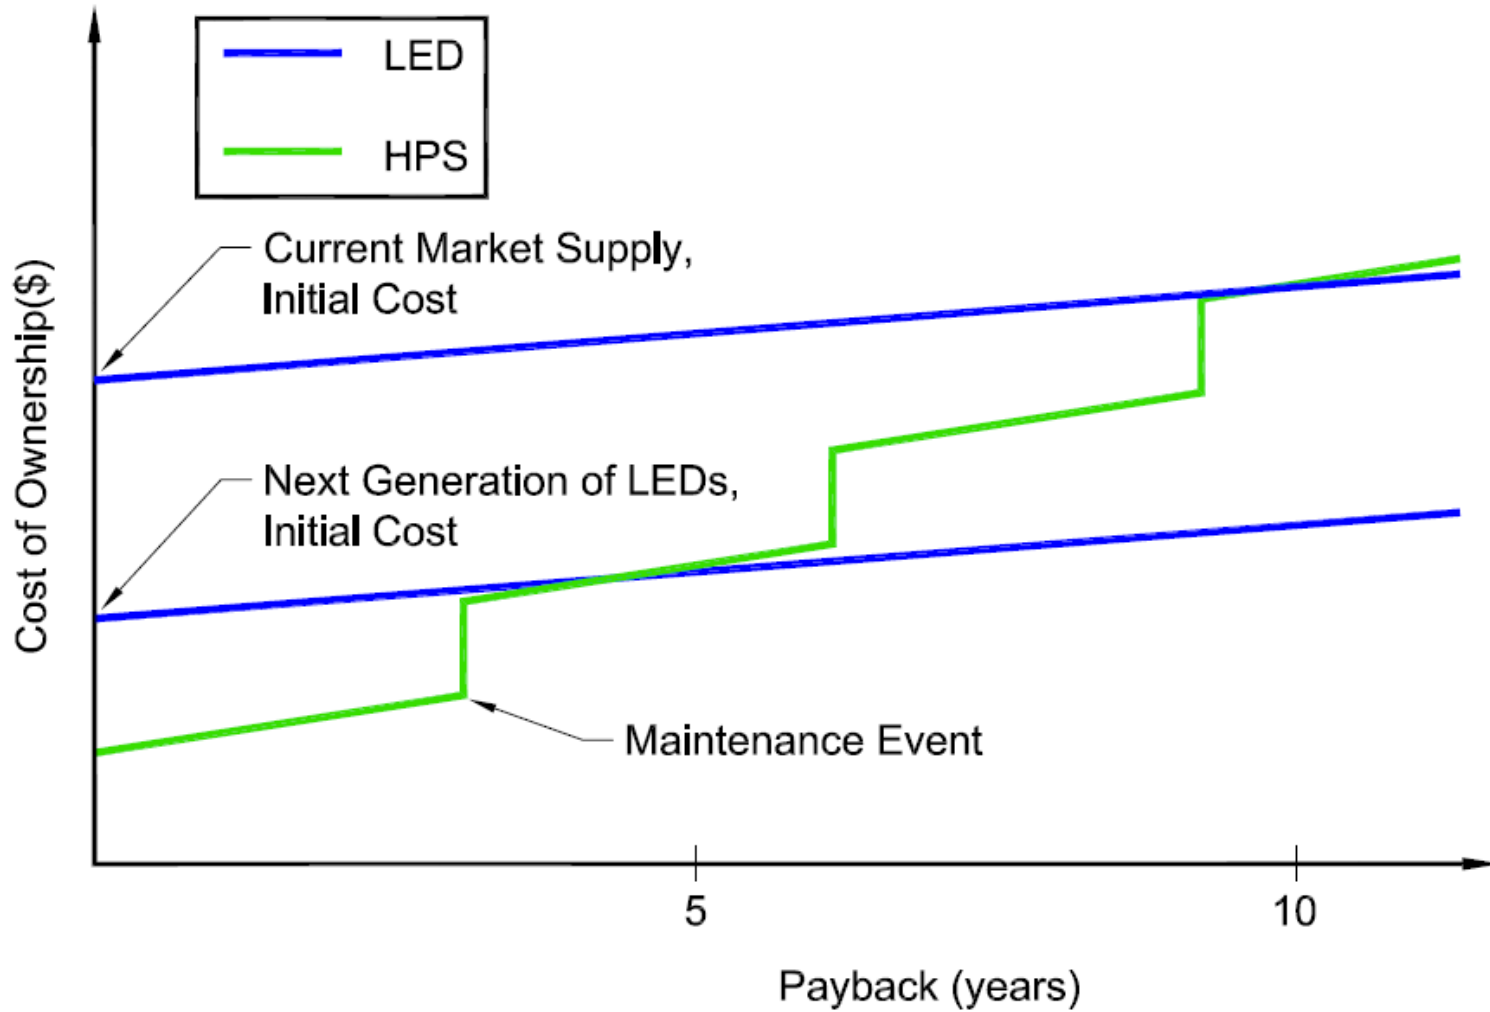 LED
HPS
Current Market Supply,
Initial Cost
Next Generation of LEDs,
Initial Cost
Maintenance Event
Cost of Ownership($)
5
10
Payback (years)